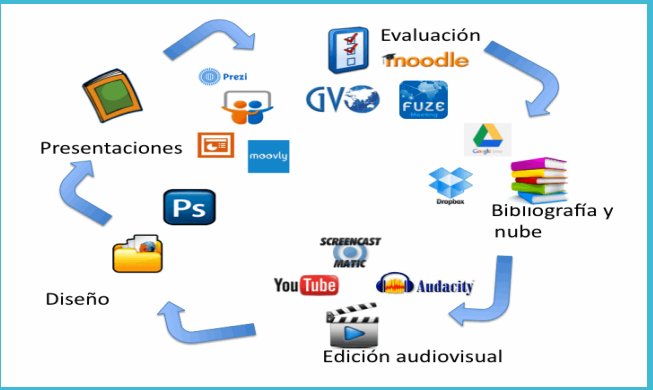 Evaluación
moodle
Prezi
GVO
FUZE
Meeting
Presentaciones
moovly
Google Drive
Dropbox
Bibliografía y
nube
Ps
SCREENCAST
MATIC
YouTube
Audacity
Diseño
Edición audiovisual